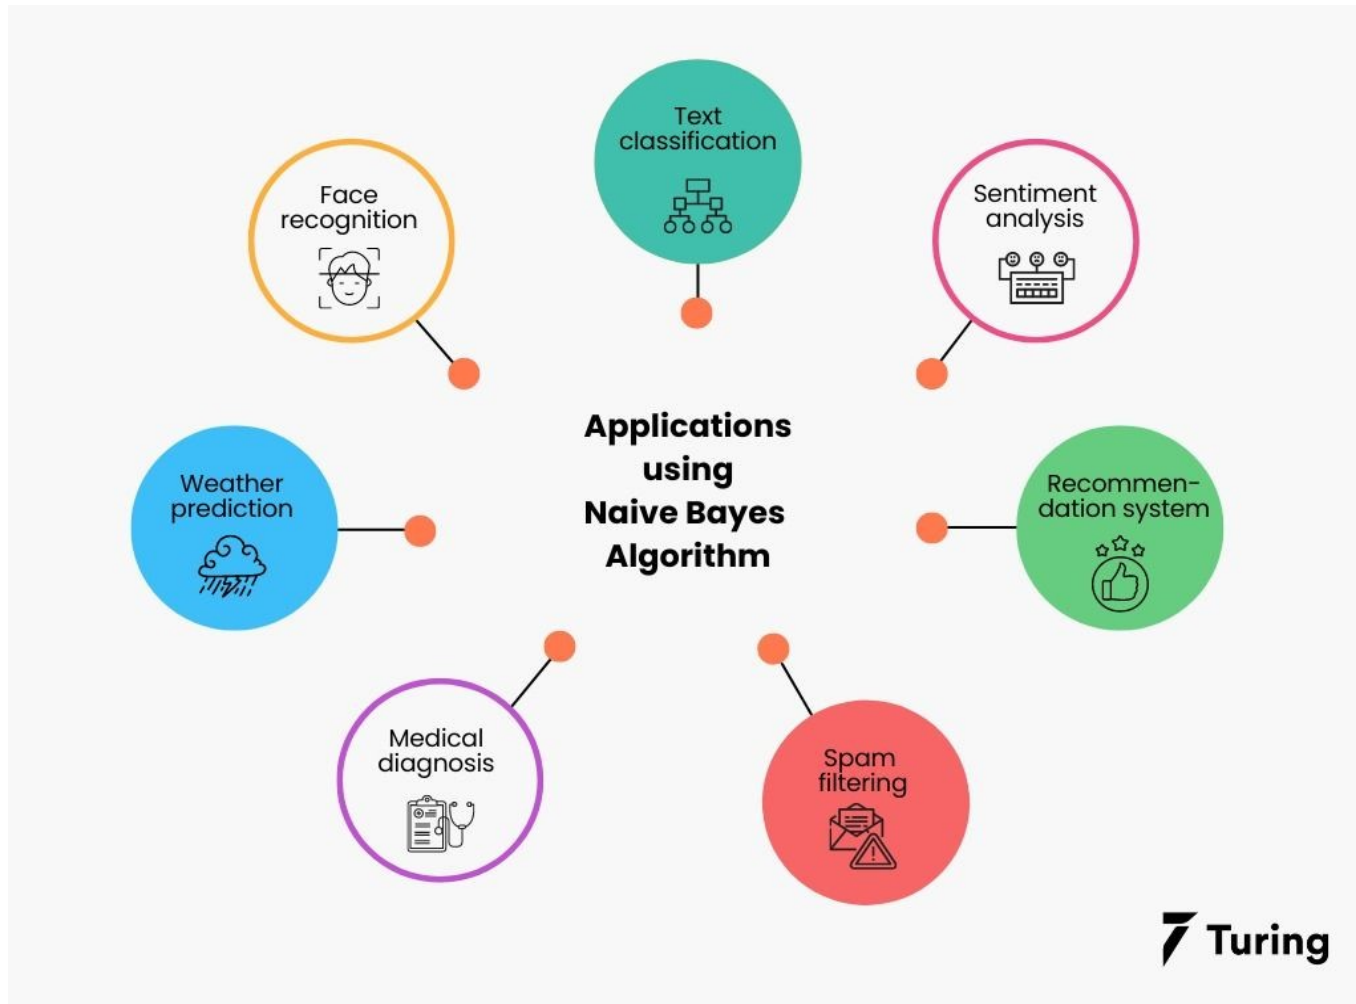 Text
classification
Face
recognition
Sentiment
analysis
Applications
using
Naive Bayes
Algorithm
Weather
prediction
Recommen-
dation system
Medical
diagnosis
Spam
filtering
Turing